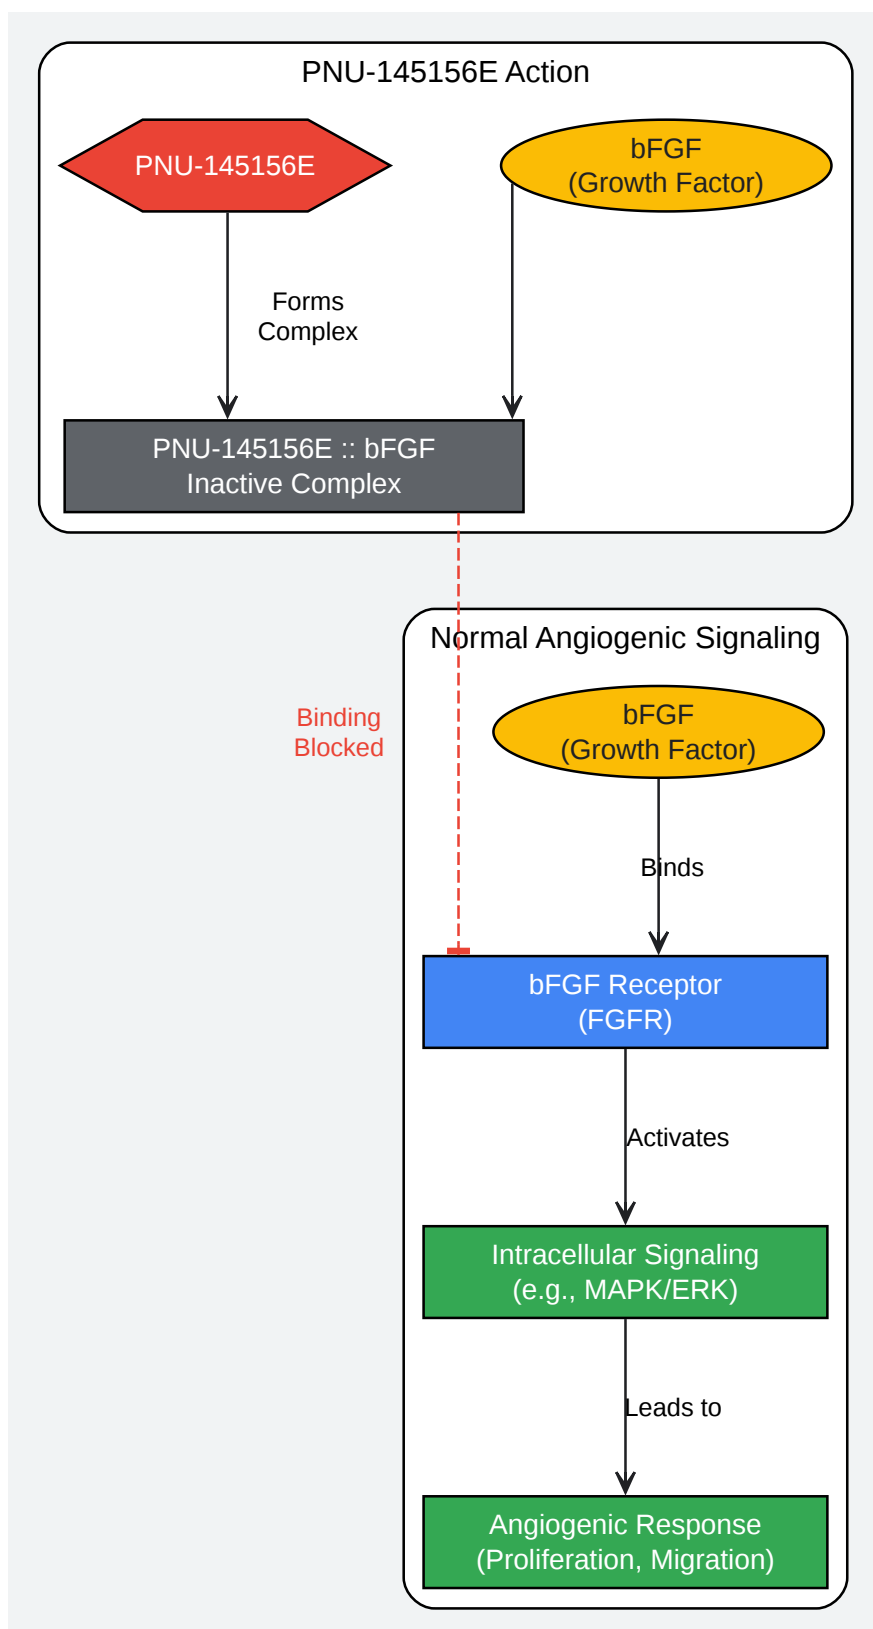 PNU-145156E Action
PNU-145156E
bFGF
(Growth Factor)
Forms
Complex
PNU-145156E :: bFGF
Inactive Complex
Normal Angiogenic Signaling
Binding
Blocked
bFGF
(Growth Factor)
Binds
bFGF Receptor
(FGFR)
Activates
Intracellular Signaling
(e.g., MAPK/ERK)
Leads to
Angiogenic Response
(Proliferation, Migration)